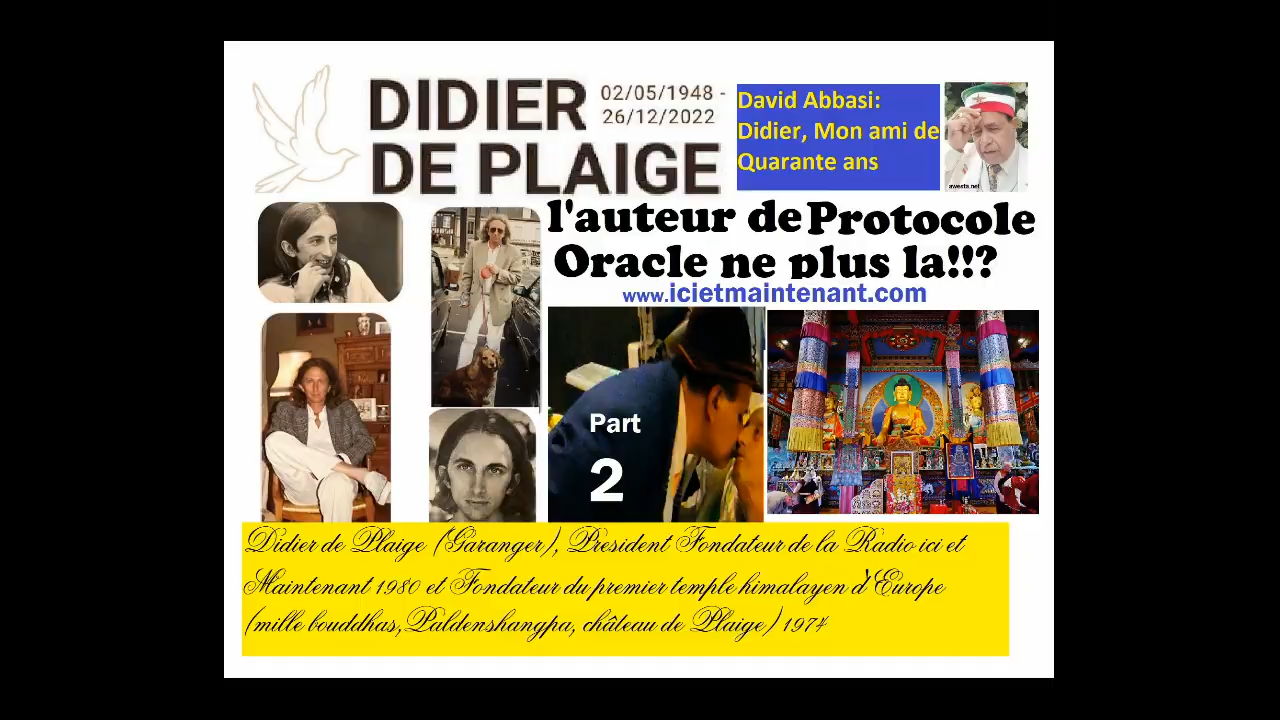 DIDIER
DE PLAIGE
02/05/1948 -
26/12/2022
David Abbasi:
Didier, Mon ami de
Quarante ans
awesta.net
l'auteur de Protocole
Oracle ne plus la!!?
www.icietmaintenant.com
Part
2
Didier de Plaige (Garanger), President Fondateur de la Radio ici et
Maintenant 1980 et Fondateur du premier temple himalayen d'Europe
(mille bouddhas,Paldenshangpa, château de Plaige) 1974